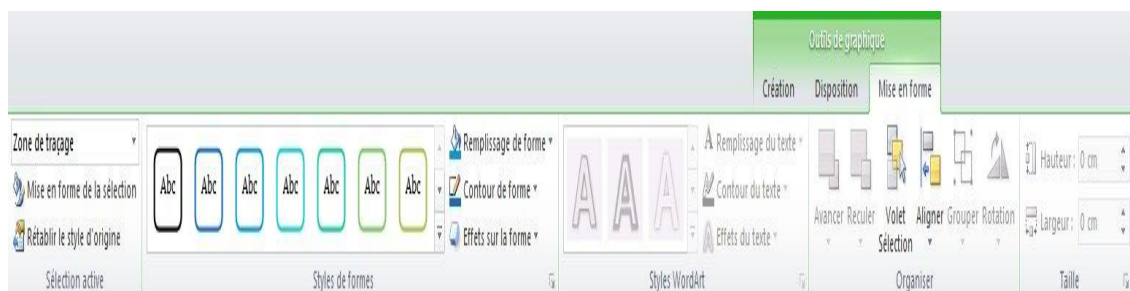 Outils de graphique
Création Disposition Mise en forme
Zone de traçage
Mise en forme de la sélection
Rétablir le style d'origine
Sélection active
Abc Abc Abc Abc Abc Abc Abc
Remplissage de forme
Contour de forme
Effets sur la forme
Styles de formes
A A A
A Remplissage du texte
Contour du texte
Effets du texte
Styles WordArt
Avancer Reculer Volet Sélection Aligner Grouper Rotation
Organiser
Hauteur : 0 cm
Largeur : 0 cm
Taille